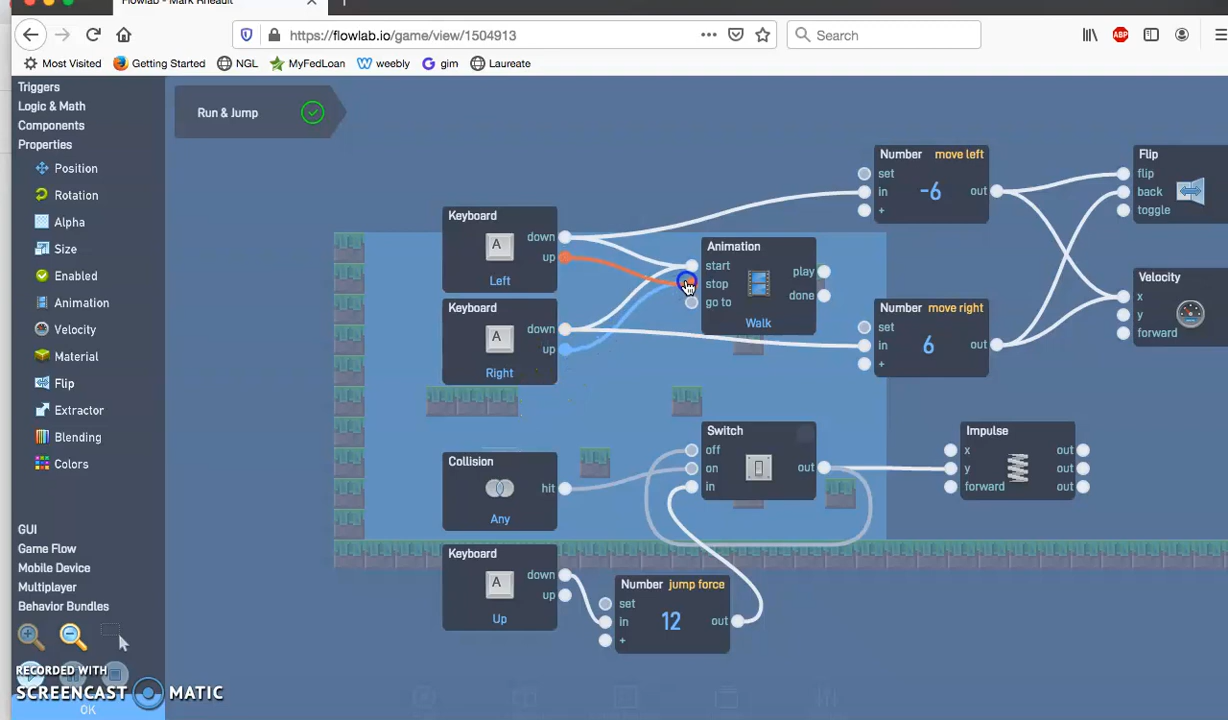 Flowlab - Mark Rheault
https://flowlab.io/game/view/1504913
Search
ABP
Most Visited
Getting Started
NGL
MyFedLoan
weebly
gim
Laureate
Triggers
Logic & Math
Components
Properties
Position
Rotation
Alpha
Size
Enabled
Animation
Velocity
Material
Flip
Extractor
Blending
Colors
GUI
Game Flow
Mobile Device
Multiplayer
Behavior Bundles
OK
RECORDED WITH
SCREENCAST MATIC
Run & Jump
Keyboard
down
up
A
Left
Keyboard
down
up
A
Right
Animation
start
stop
go to
play
done
Walk
Number move left
set
in
+
-6
out
Number move right
set
in
+
6
out
Flip
flip
back
toggle
Velocity
x
y
forward
Collision
hit
Any
Switch
off
on
in
out
Impulse
x
y
forward
out
out
out
Keyboard
down
up
A
Up
Number jump force
set
in
+
12
out